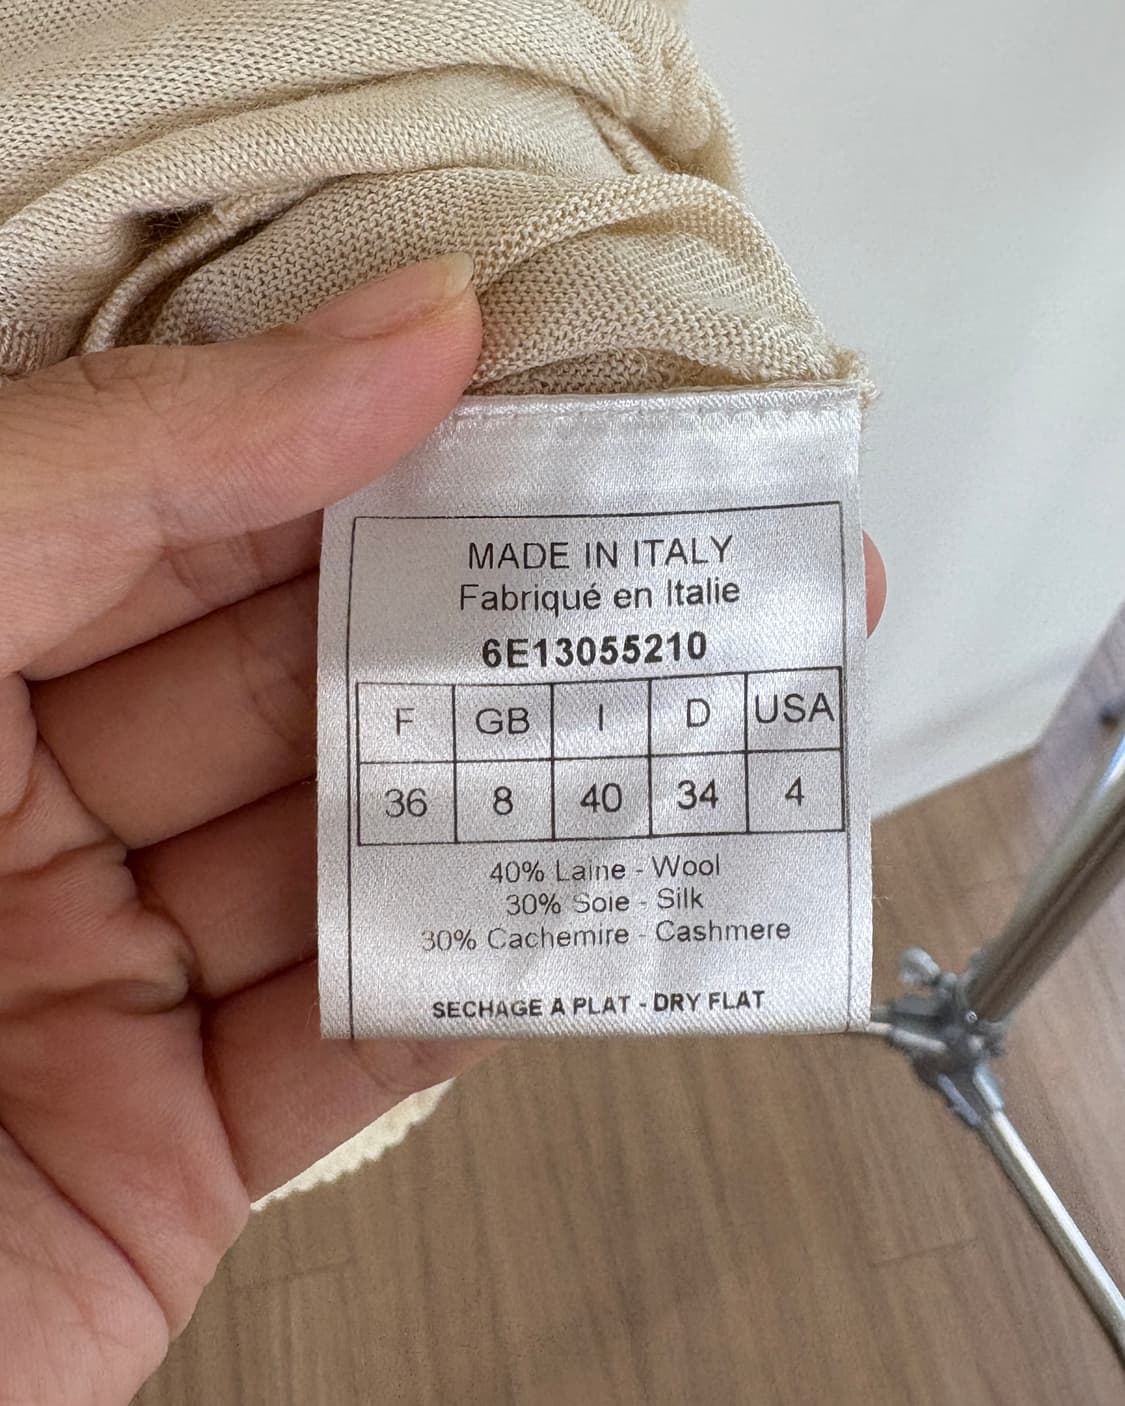 MADE IN ITALY
Fabriqué en Italie
6E13055210
F GB I D USA
36 8 40 34 4
40% Laine - Wool
30% Soie - Silk
30% Cachemire - Cashmere
SECHAGE A PLAT - DRY FLAT